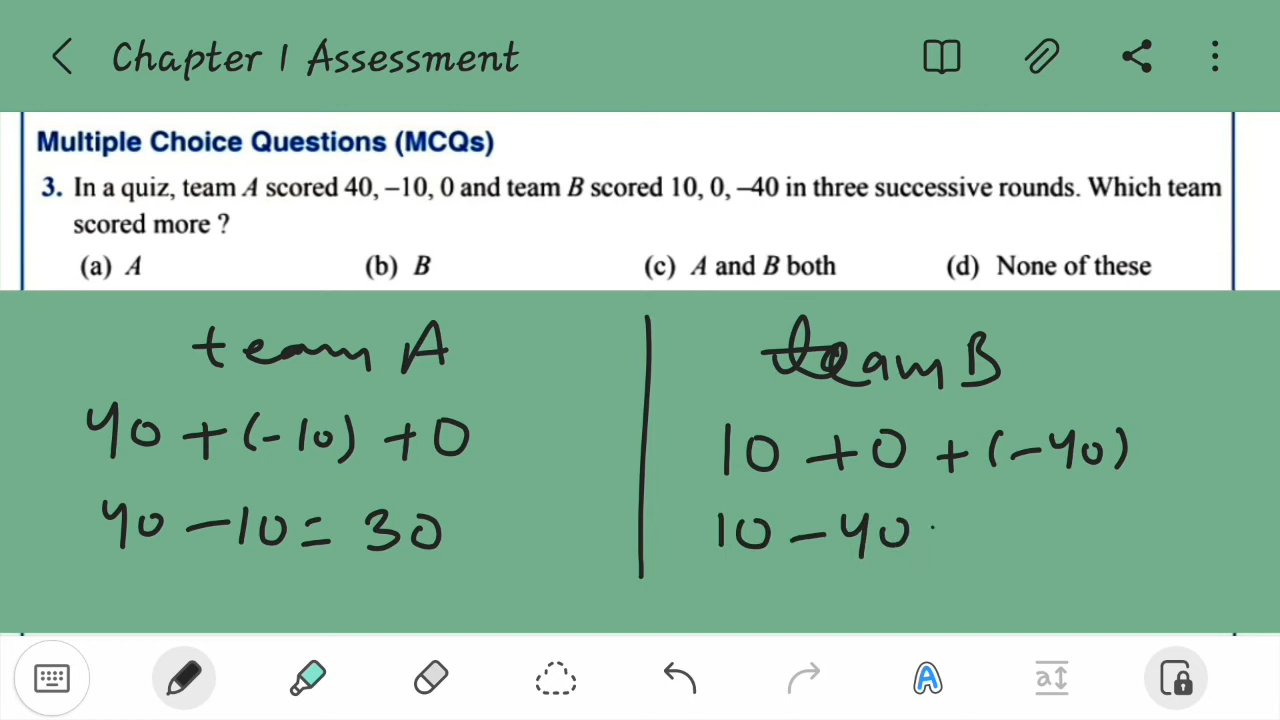 Chapter 1 Assessment
Multiple Choice Questions (MCQs)
3. In a quiz, team A scored 40, –10, 0 and team B scored 10, 0, –40 in three successive rounds. Which team
scored more ?
(a) A (b) B (c) A and B both (d) None of these
team A
40 + (-10) + 0
40 - 10 = 30
team B
10 + 0 + (-40)
10 - 40
A
a